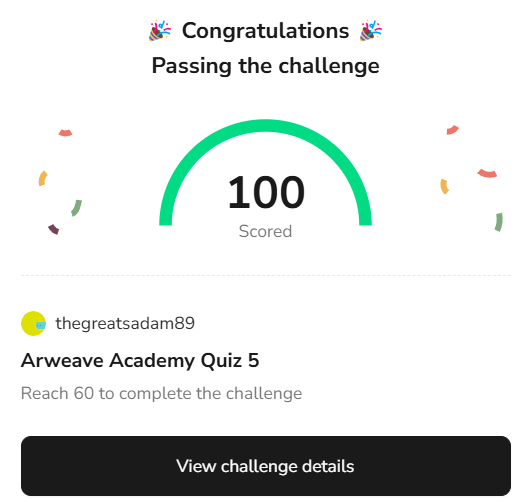 🎉 Congratulations 🎉
Passing the challenge
100
Scored
thegreatsadam89
Arweave Academy Quiz 5
Reach 60 to complete the challenge
View challenge details